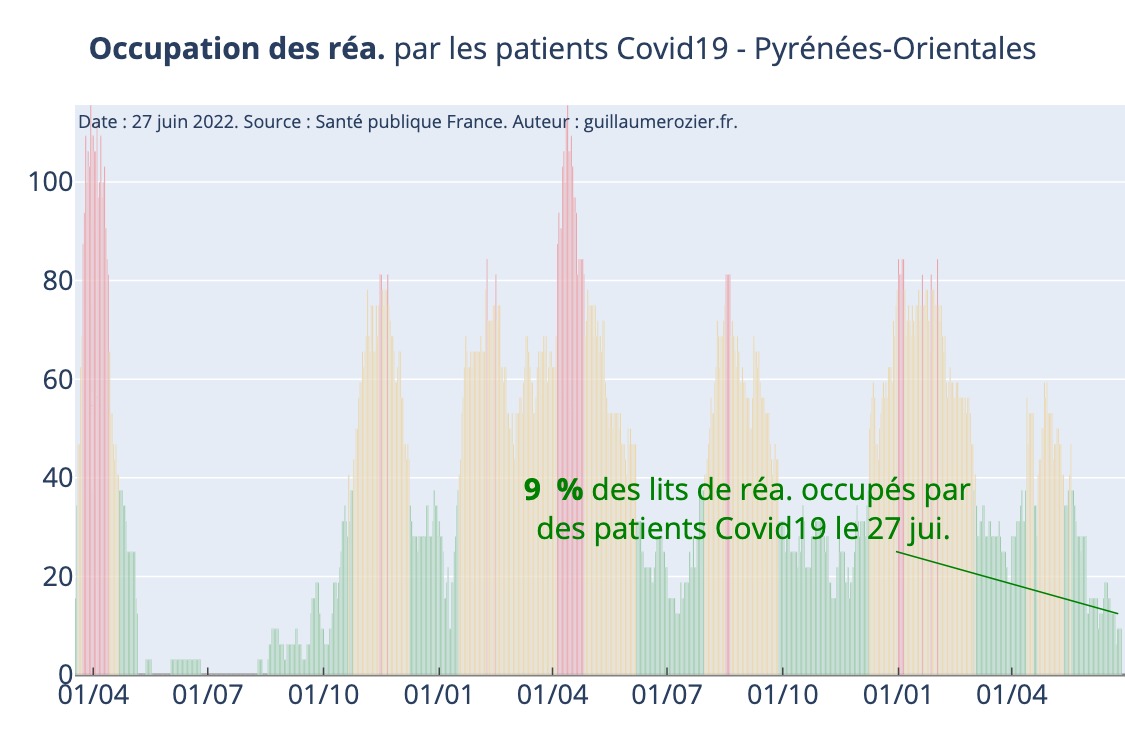 Occupation des réa. par les patients Covid19 - Pyrénées-Orientales
Date : 27 juin 2022. Source : Santé publique France. Auteur : guillaumerozier.fr.
100
80
60
40
20
0
9 % des lits de réa. occupés par
des patients Covid19 le 27 jui.
01/04 01/07 01/10 01/01 01/04 01/07 01/10 01/01 01/04